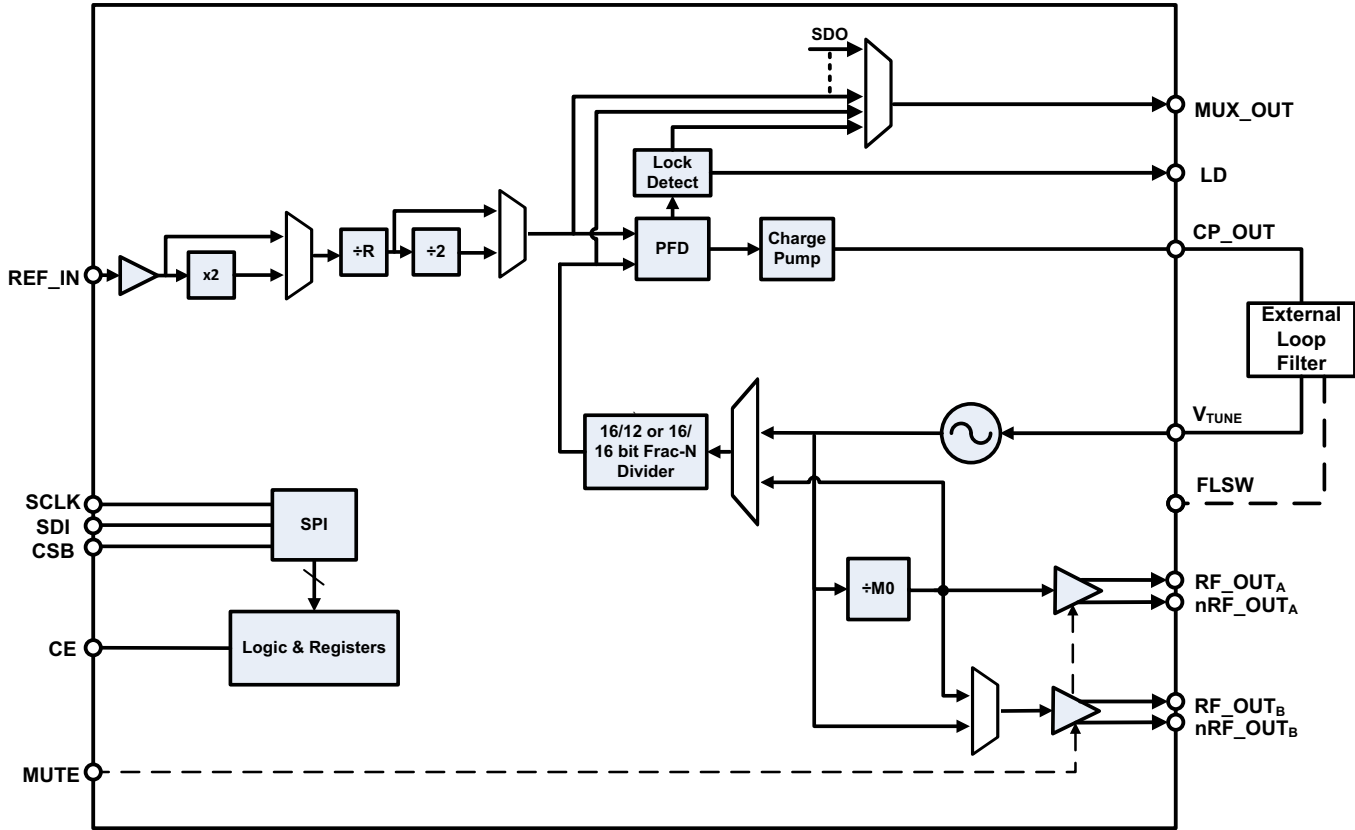 SDO
MUX_OUT
Lock
Detect
LD
PFD
Charge
Pump
CP_OUT
REF_IN
x2
÷R
÷2
External
Loop
Filter
VTUNE
16/12 or 16/
16 bit Frac-N
Divider
FLSW
SCLK
SDI
CSB
SPI
÷M0
RF_OUTA
nRF_OUTA
CE
Logic & Registers
RF_OUTB
nRF_OUTB
MUTE